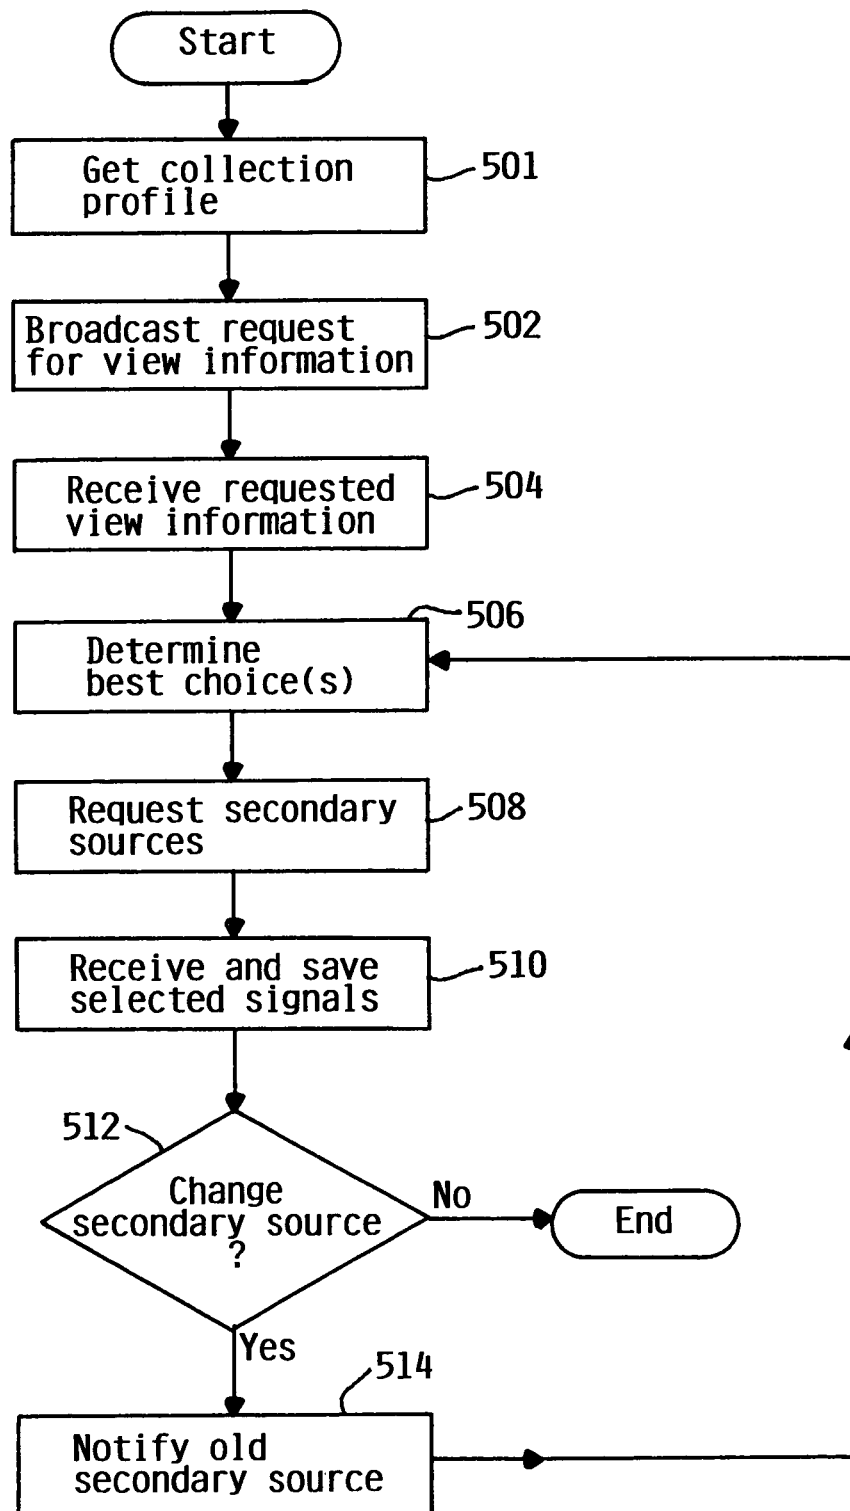 Start
Get collection
profile
501
Broadcast request
for view information
502
Receive requested
view information
504
506
Determine
best choice(s)
Request secondary
sources
508
Receive and save
selected signals
510
512
Change
secondary source
?
No
End
Yes
514
Notify old
secondary source